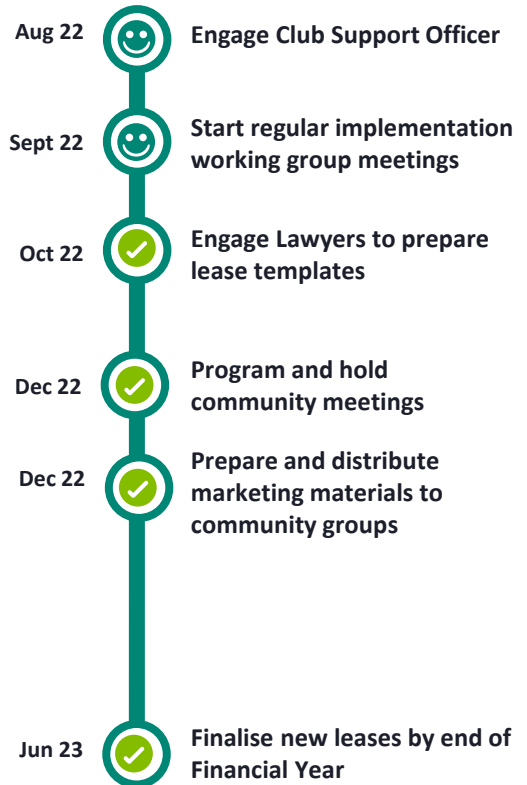 Aug 22
Engage Club Support Officer
Sept 22
Start regular implementation
working group meetings
Oct 22
Engage Lawyers to prepare
lease templates
Dec 22
Program and hold
community meetings
Dec 22
Prepare and distribute
marketing materials to
community groups
Jun 23
Finalise new leases by end of
Financial Year